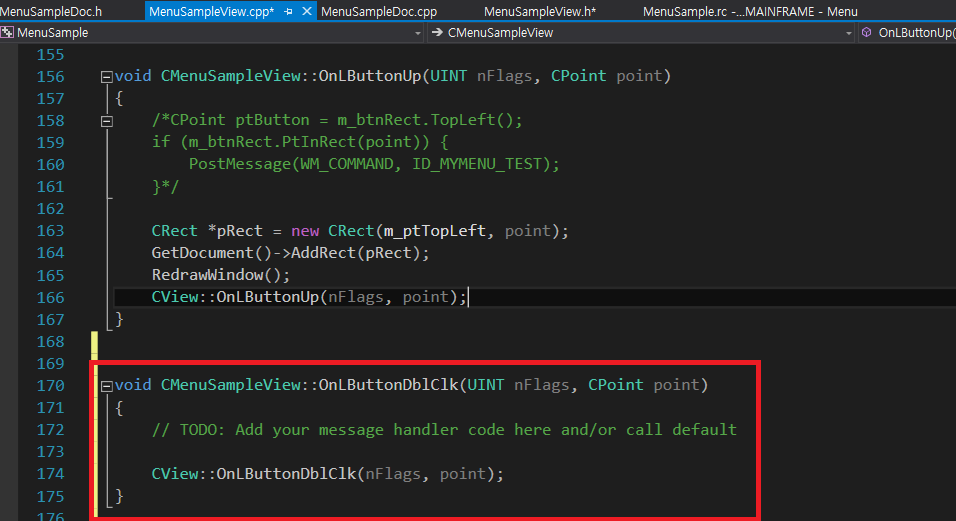 MenuSampleDoc.h MenuSampleView.cpp* MenuSampleDoc.cpp MenuSampleView.h* MenuSample.rc -...MAINFRAME - Menu
MenuSample CMenuSampleView OnLButtonUp(
155
156 void CMenuSampleView::OnLButtonUp(UINT nFlags, CPoint point)
157 {
158 /*CPoint ptButton = m_btnRect.TopLeft();
159 if (m_btnRect.PtInRect(point)) {
160 PostMessage(WM_COMMAND, ID_MYMENU_TEST);
161 }*/
162
163 CRect *pRect = new CRect(m_ptTopLeft, point);
164 GetDocument()->AddRect(pRect);
165 RedrawWindow();
166 CView::OnLButtonUp(nFlags, point);
167 }
168
169
170 void CMenuSampleView::OnLButtonDblClk(UINT nFlags, CPoint point)
171 {
172 // TODO: Add your message handler code here and/or call default
173
174 CView::OnLButtonDblClk(nFlags, point);
175 }
176